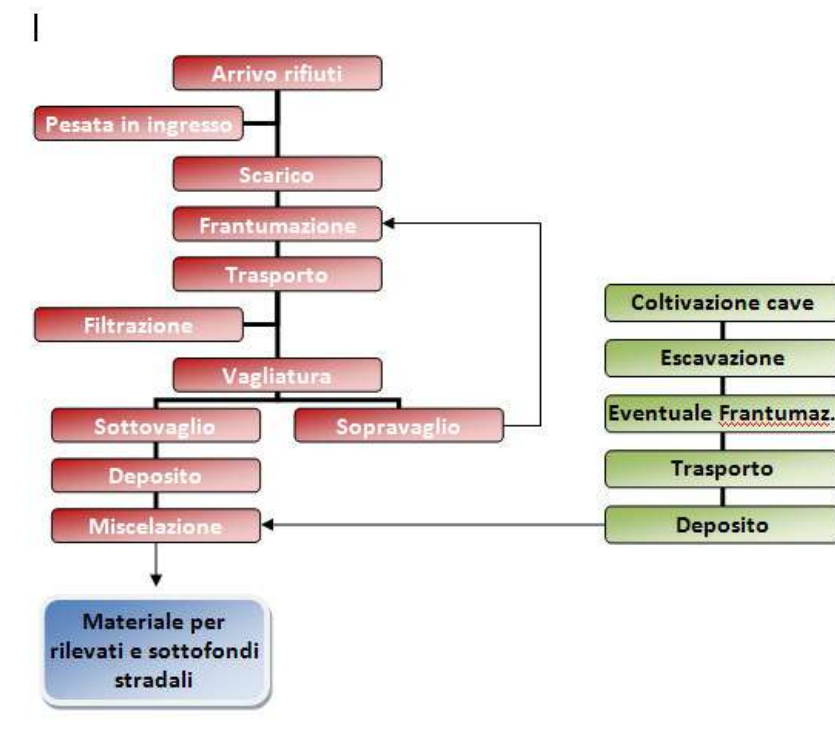 Arrivo rifiuti
Pesata in ingresso
Scarico
Frantumazione
Trasporto
Filtrazione
Vagliatura
Sottovaglio
Sopravaglio
Deposito
Miscelazione
Materiale per
rilevati e sottofondi
stradali
Coltivazione cave
Escavazione
Eventuale Frantumaz.
Trasporto
Deposito